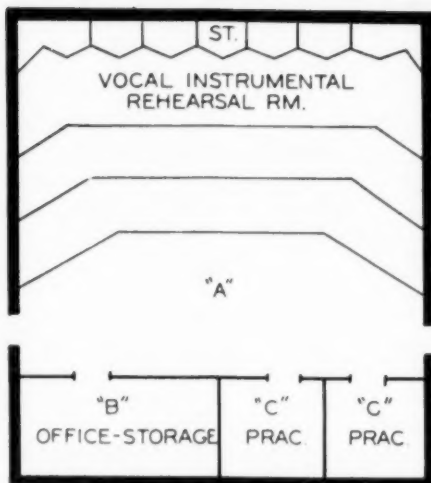 ST.
VOCAL INSTRUMENTAL
REHEARSAL RM.
"A"
"B"
OFFICE-STORAGE
"C"
PRAC.
"C"
PRAC.